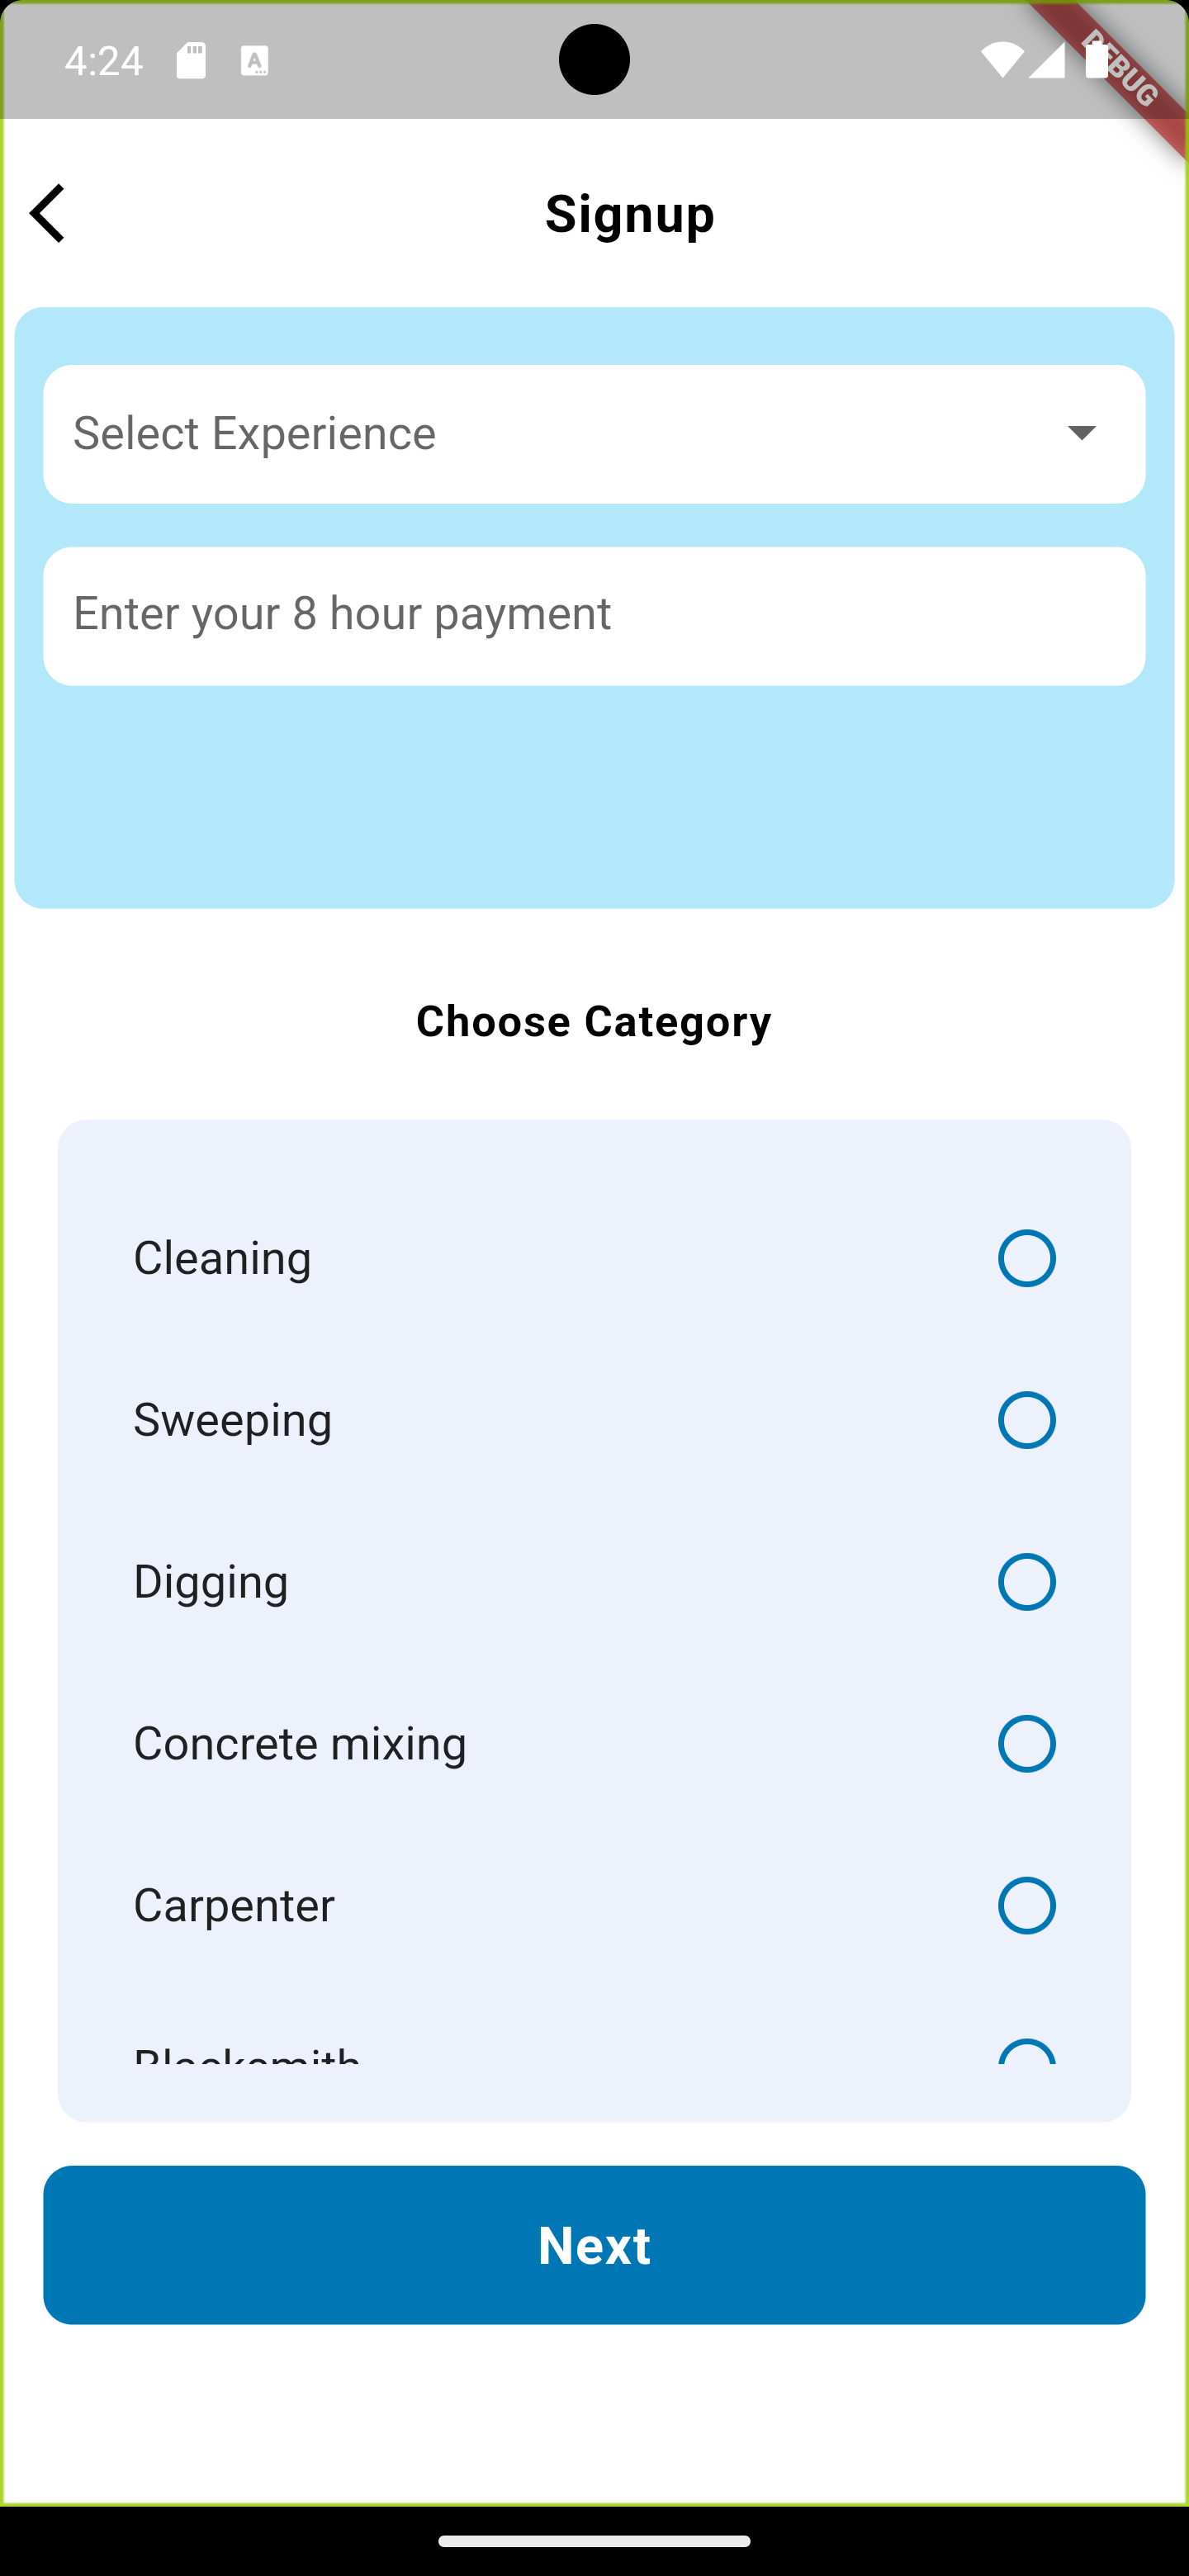 4:24
DEBUG
Signup
Select Experience
Enter your 8 hour payment
Choose Category
Cleaning
Sweeping
Digging
Concrete mixing
Carpenter
Blacksmith
Next